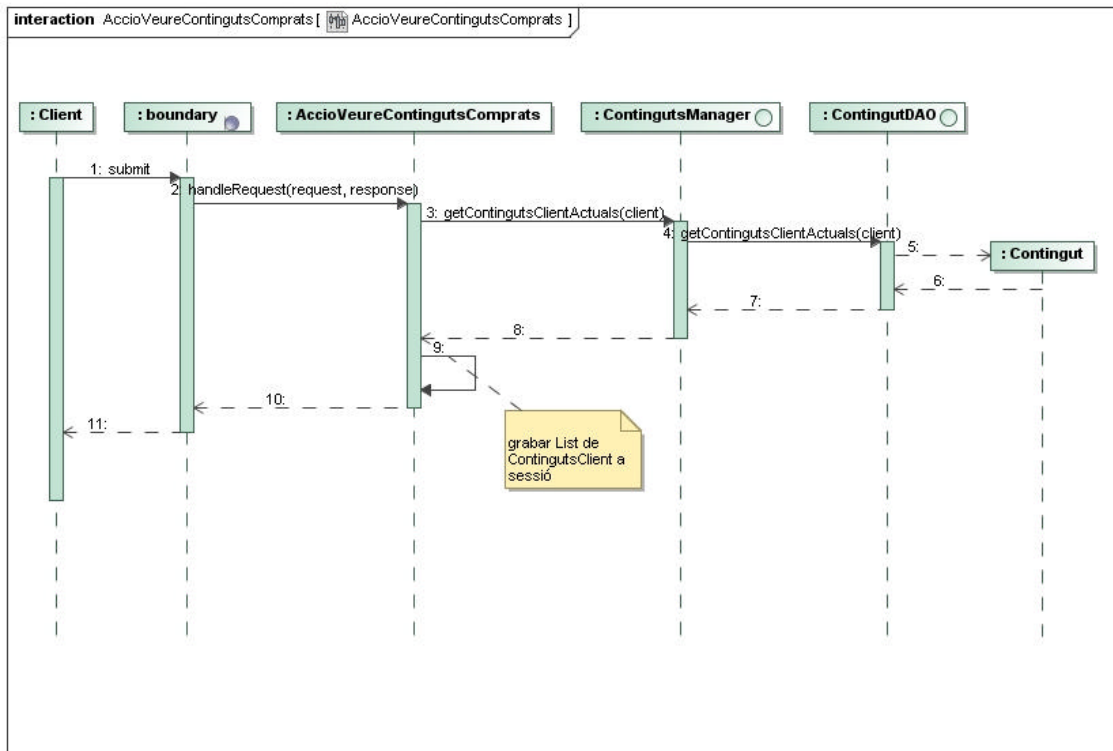 interaction AccioVeureContingutsComprats [ AccioVeureContingutsComprats ]
: Client
: boundary
: AccioVeureContingutsComprats
: ContingutsManager
: ContingutDAO
1: submit
2: handleRequest(request, response)
3: getContingutsClientActuals(client)
4: getContingutsClientActuals(client)
5:
: Contingut
6:
7:
8:
9:
10:
11:
grabar List de
ContingutsClient a
sessió